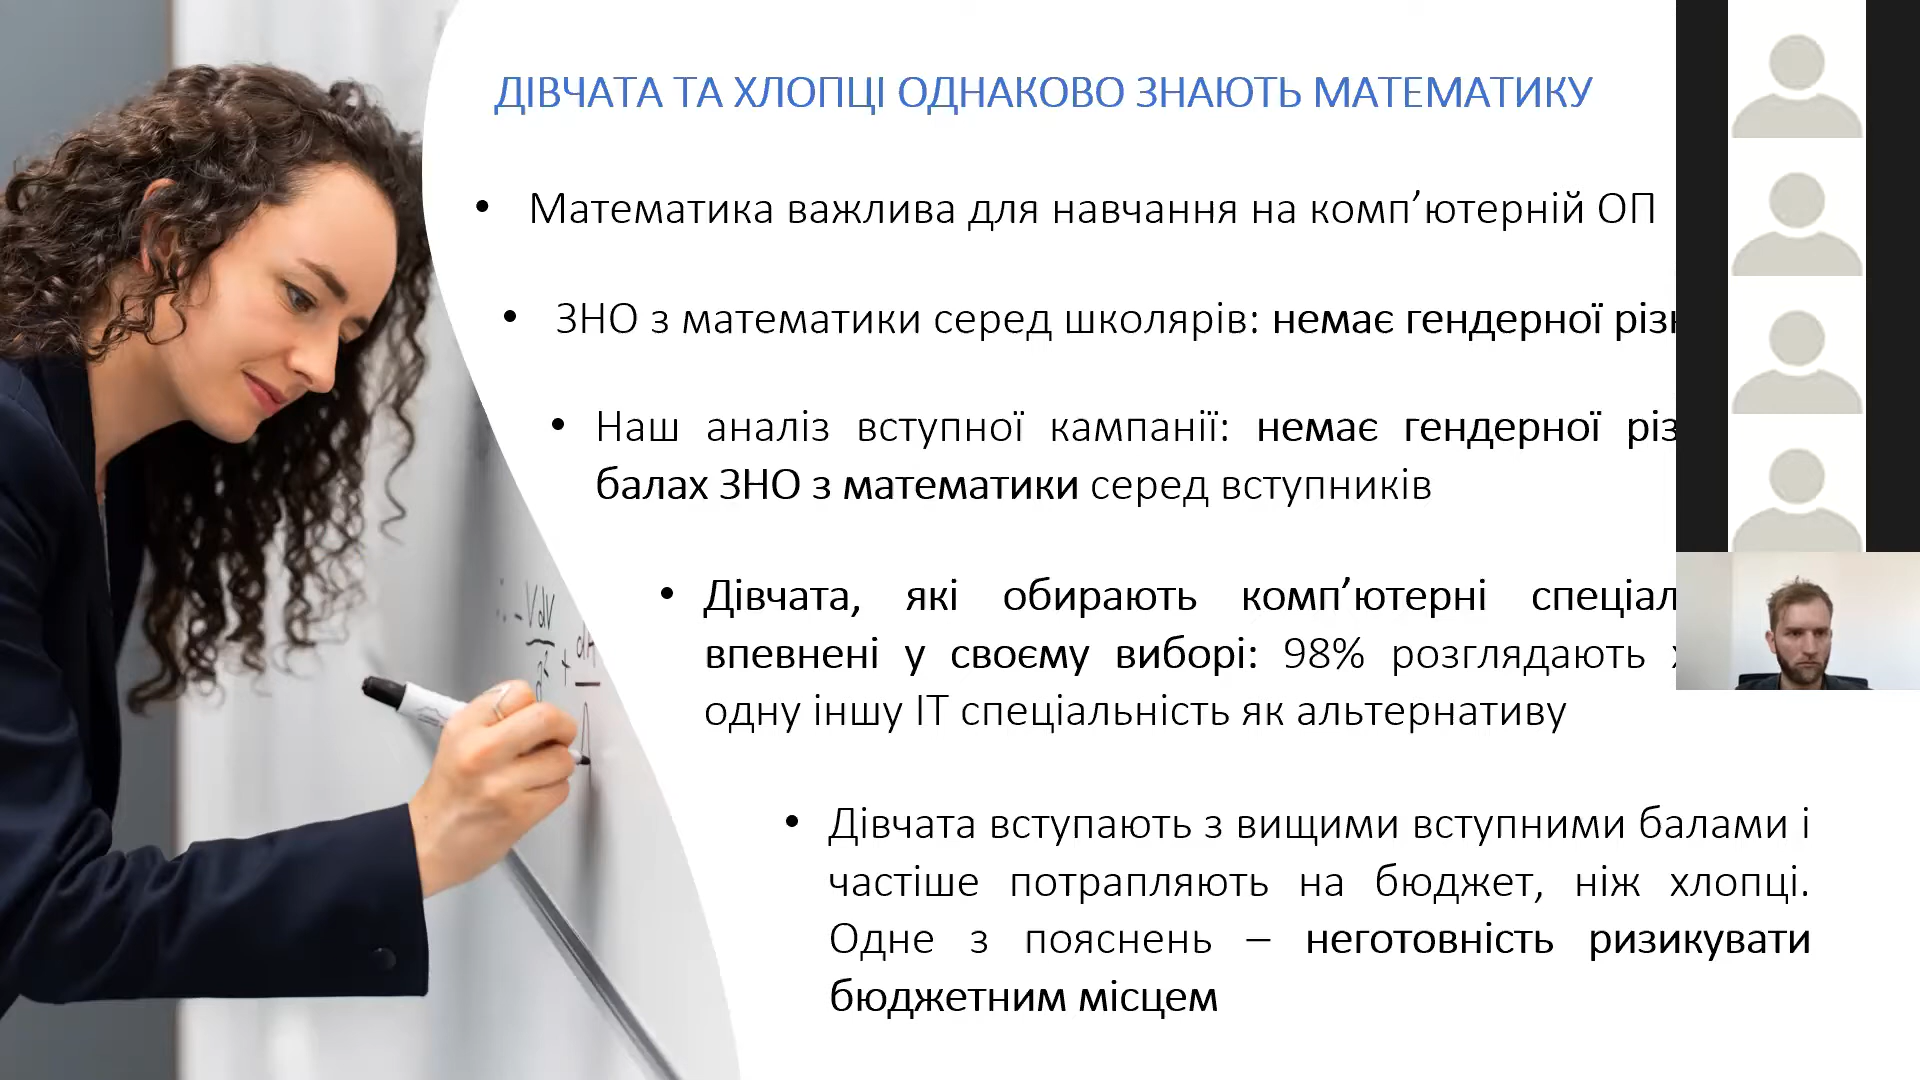 ДІВЧАТА ТА ХЛОПЦІ ОДНАКОВО ЗНАЮТЬ МАТЕМАТИКУ
• Математика важлива для навчання на комп’ютерній ОП
• ЗНО з математики серед школярів: немає гендерної
• Наш аналіз вступної кампанії: немає гендерної
балах ЗНО з математики серед вступників
• Дівчата, які обирають комп’ютерні
впевнені у своєму виборі: 98% розглядають
одну іншу ІТ спеціальність як альтернативу
• Дівчата вступають з вищими вступними балами і
частіше потрапляють на бюджет, ніж хлопці.
Одне з пояснень – неготовність ризикувати
бюджетним місцем